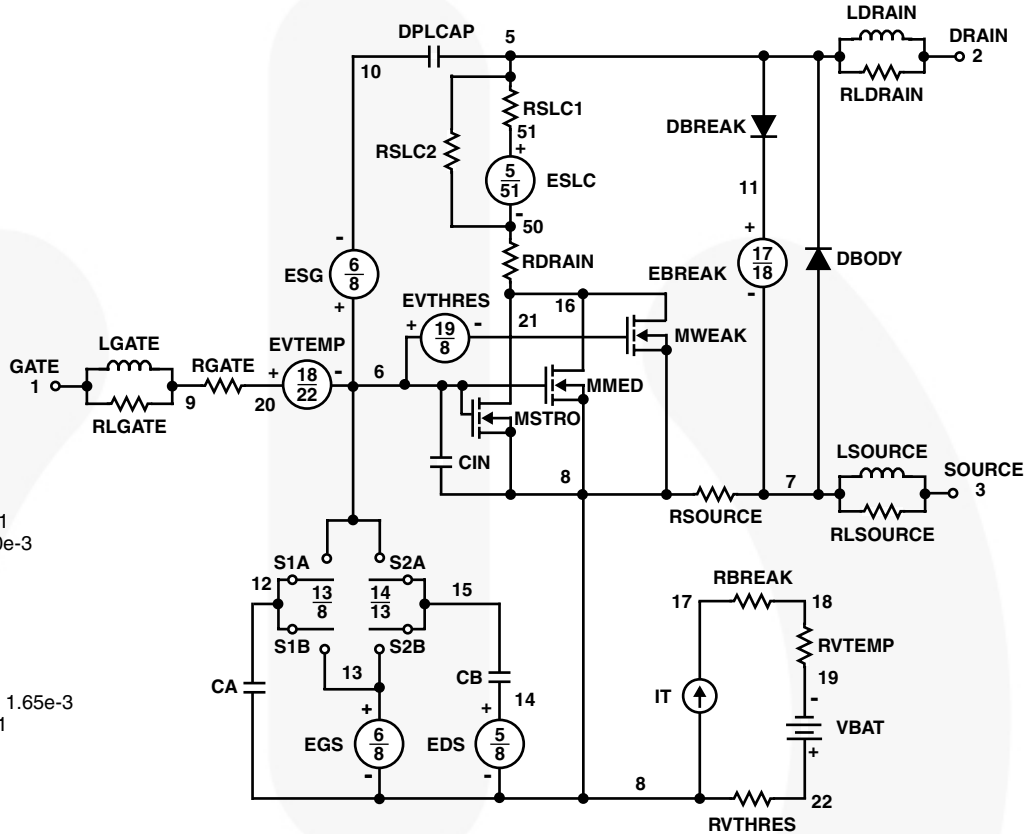 LDRAIN
DPLCAP
5
DRAIN
2
10
RLDRAIN
RSLC1
51
+
DBREAK
RSLC2
5
51
ESLC
11
-
50
+
17
18
EBREAK
-
DBODY
-
6
8
ESG
+
RDRAIN
EVTHRES
16
21
+
19
8
-
MWEAK
LGATE
EVTEMP
GATE
1
RGATE
+
18
22
-
6
MMED
9
20
RLGATE
MSTRO
CIN
8
LSOURCE
7
SOURCE
3
RSOURCE
RLSOURCE
1
0e-3
S1A
S2A
12
13
8
14
13
15
RBREAK
17
18
S1B
S2B
RVTEMP
13
CB
19
CA
14
IT
-
1.65e-3
1
+
+
VBAT
EGS
6
8
EDS
5
8
+
-
-
8
22
RVTHRES